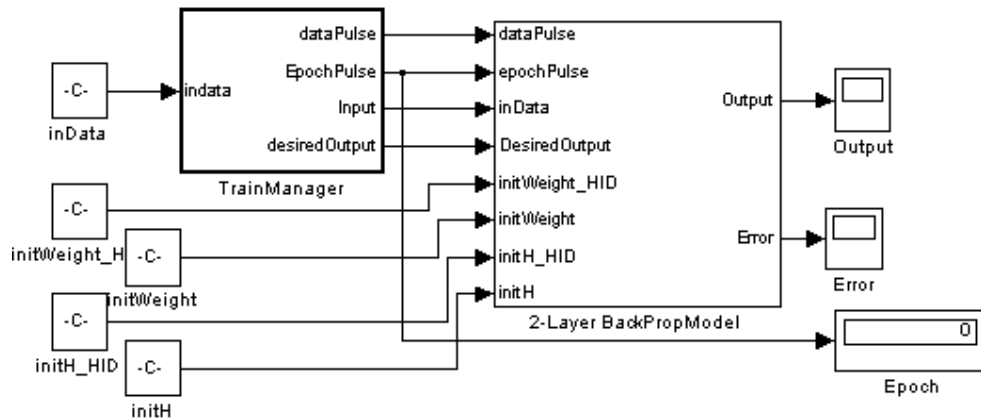 dataPulse
EpochPulse
indata
Input
desiredOutput
TrainManager
-C-
inData
-C-
initWeight_H
-C-
initWeight
-C-
initH_HID
-C-
initH
dataPulse
epochPulse
inData
DesiredOutput
initWeight_HID
initWeight
initH_HID
initH
Output
Error
2-Layer BackPropModel
Output
Error
0
Epoch